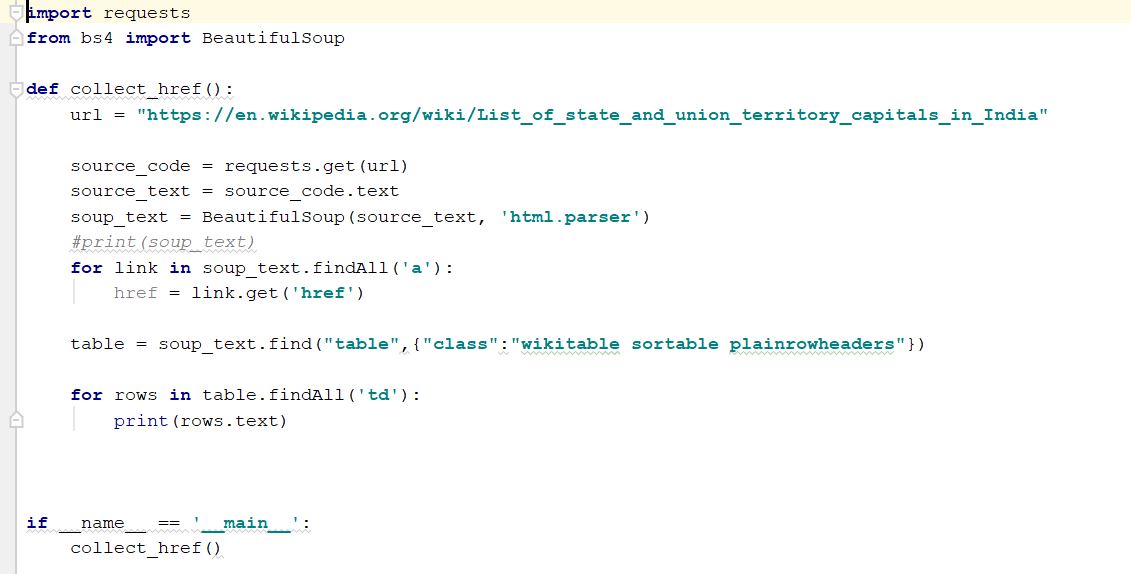 import requests
from bs4 import BeautifulSoup
def collect_href():
url = "https://en.wikipedia.org/wiki/List_of_state_and_union_territory_capitals_in_India"
source_code = requests.get(url)
source_text = source_code.text
soup_text = BeautifulSoup(source_text, 'html.parser')
#print(soup_text)
for link in soup_text.findAll('a'):
href = link.get('href')
table = soup_text.find("table",{"class":"wikitable sortable plainrowheaders"})
for rows in table.findAll('td'):
print(rows.text)
if __name__ == '__main__':
collect_href()